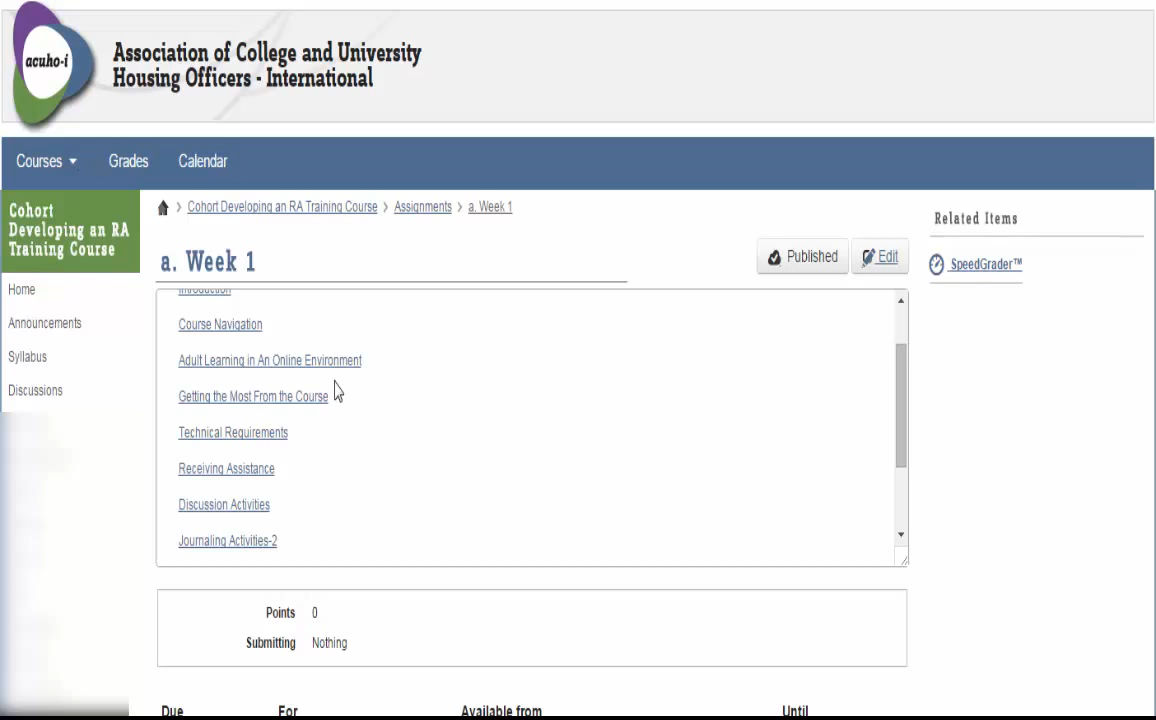 acuho-i
Association of College and University
Housing Officers - International
Courses
Grades
Calendar
Cohort
Developing an RA
Training Course
Home
Announcements
Syllabus
Discussions
> Cohort Developing an RA Training Course > Assignments > a. Week 1
a. Week 1
Published
Edit
Introduction
Course Navigation
Adult Learning in An Online Environment
Getting the Most From the Course
Technical Requirements
Receiving Assistance
Discussion Activities
Journaling Activities-2
Points 0
Submitting Nothing
Due For Available from Until
Related Items
SpeedGrader™